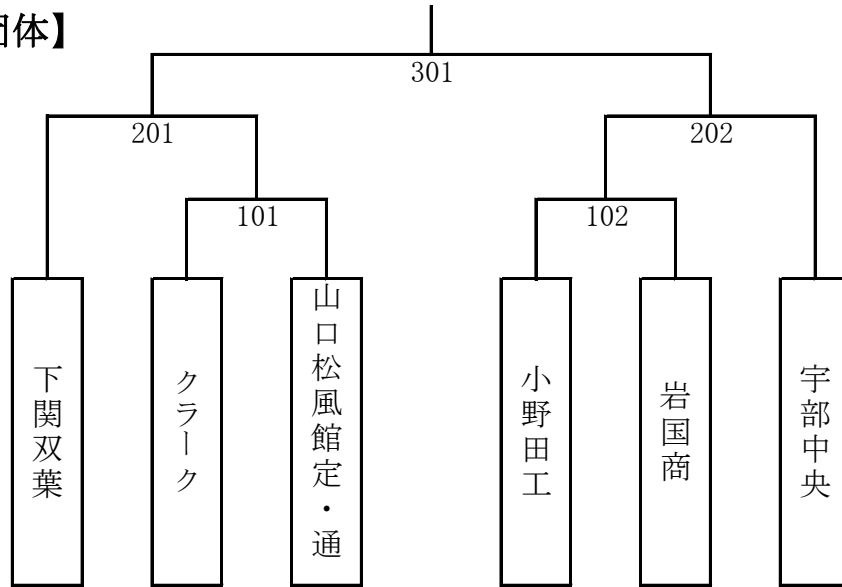 体】
301
201
202
101
102
下関双葉
クラーク
山口松風館定・通
小野田工
岩国商
宇部中央